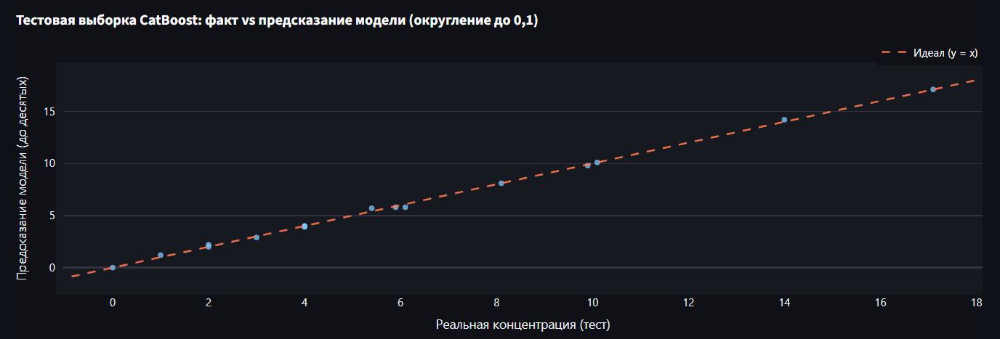 Тестовая выборка CatBoost: факт vs предсказание модели (округление до 0,1)
Идеал (y = x)
Предсказание модели (до десятых)
15
10
5
0
0 2 4 6 8 10 12 14 16 18
Реальная концентрация (тест)